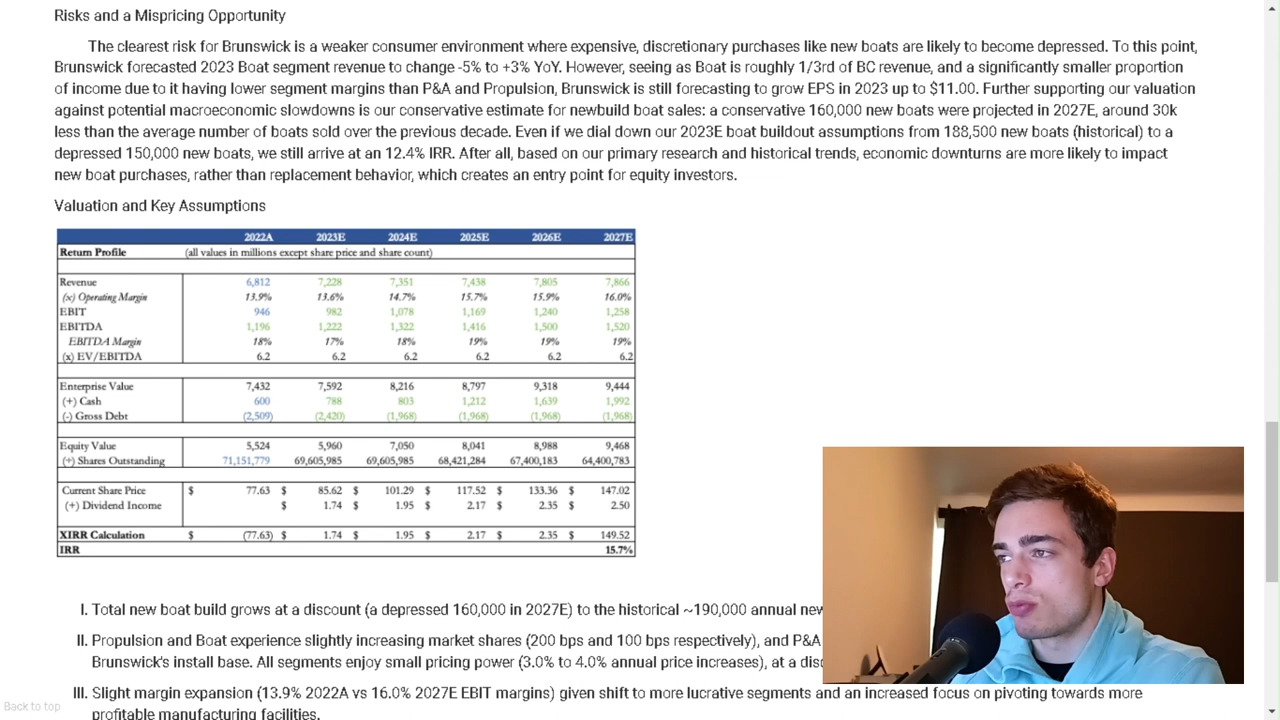 Risks and a Mispricing Opportunity
The clearest risk for Brunswick is a weaker consumer environment where expensive, discretionary purchases like new boats are likely to become depressed. To this point,
Brunswick forecasted 2023 Boat segment revenue to change -5% to +3% YoY. However, seeing as Boat is roughly 1/3rd of BC revenue, and a significantly smaller proportion
of income due to it having lower segment margins than P&A and Propulsion, Brunswick is still forecasting to grow EPS in 2023 up to $11.00. Further supporting our valuation
against potential macroeconomic slowdowns is our conservative estimate for newbuild boat sales: a conservative 160,000 new boats were projected in 2027E, around 30k
less than the average number of boats sold over the previous decade. Even if we dial down our 2023E boat buildout assumptions from 188,500 new boats (historical) to a
depressed 150,000 new boats, we still arrive at an 12.4% IRR. After all, based on our primary research and historical trends, economic downturns are more likely to impact
new boat purchases, rather than replacement behavior, which creates an entry point for equity investors.
Valuation and Key Assumptions
2022A 2023E 2024E 2025E 2026E 2027E
Return Profile (all values in millions except share price and share count)
Revenue 6,812 7,228 7,351 7,438 7,805 7,866
(x) Operating Margin 13.9% 13.6% 14.7% 15.7% 15.9% 16.0%
EBIT 946 982 1,078 1,169 1,240 1,258
EBITDA 1,196 1,222 1,322 1,416 1,500 1,520
EBITDA Margin 18% 17% 18% 19% 19% 19%
(x) EV/EBITDA 6.2 6.2 6.2 6.2 6.2 6.2
Enterprise Value 7,432 7,592 8,216 8,797 9,318 9,444
(+) Cash 600 788 803 1,212 1,639 1,992
(-) Gross Debt (2,509) (2,420) (1,968) (1,968) (1,968) (1,968)
Equity Value 5,524 5,960 7,050 8,041 8,988 9,468
(÷) Shares Outstanding 71,151,779 69,605,985 69,605,985 68,421,284 67,400,183 64,400,783
Current Share Price $ 77.63 $ 85.62 $ 101.29 $ 117.52 $ 133.36 $ 147.02
(+) Dividend Income $ 1.74 $ 1.95 $ 2.17 $ 2.35 $ 2.50
XIRR Calculation $ (77.63) $ 1.74 $ 1.95 $ 2.17 $ 2.35 $ 149.52
IRR 15.7%
I. Total new boat build grows at a discount (a depressed 160,000 in 2027E) to the historical ~190,000 annual new
II. Propulsion and Boat experience slightly increasing market shares (200 bps and 100 bps respectively), and P&A
Brunswick's install base. All segments enjoy small pricing power (3.0% to 4.0% annual price increases), at a
III. Slight margin expansion (13.9% 2022A vs 16.0% 2027E EBIT margins) given shift to more lucrative segments and an increased focus on pivoting towards more
profitable manufacturing facilities.
Back to top